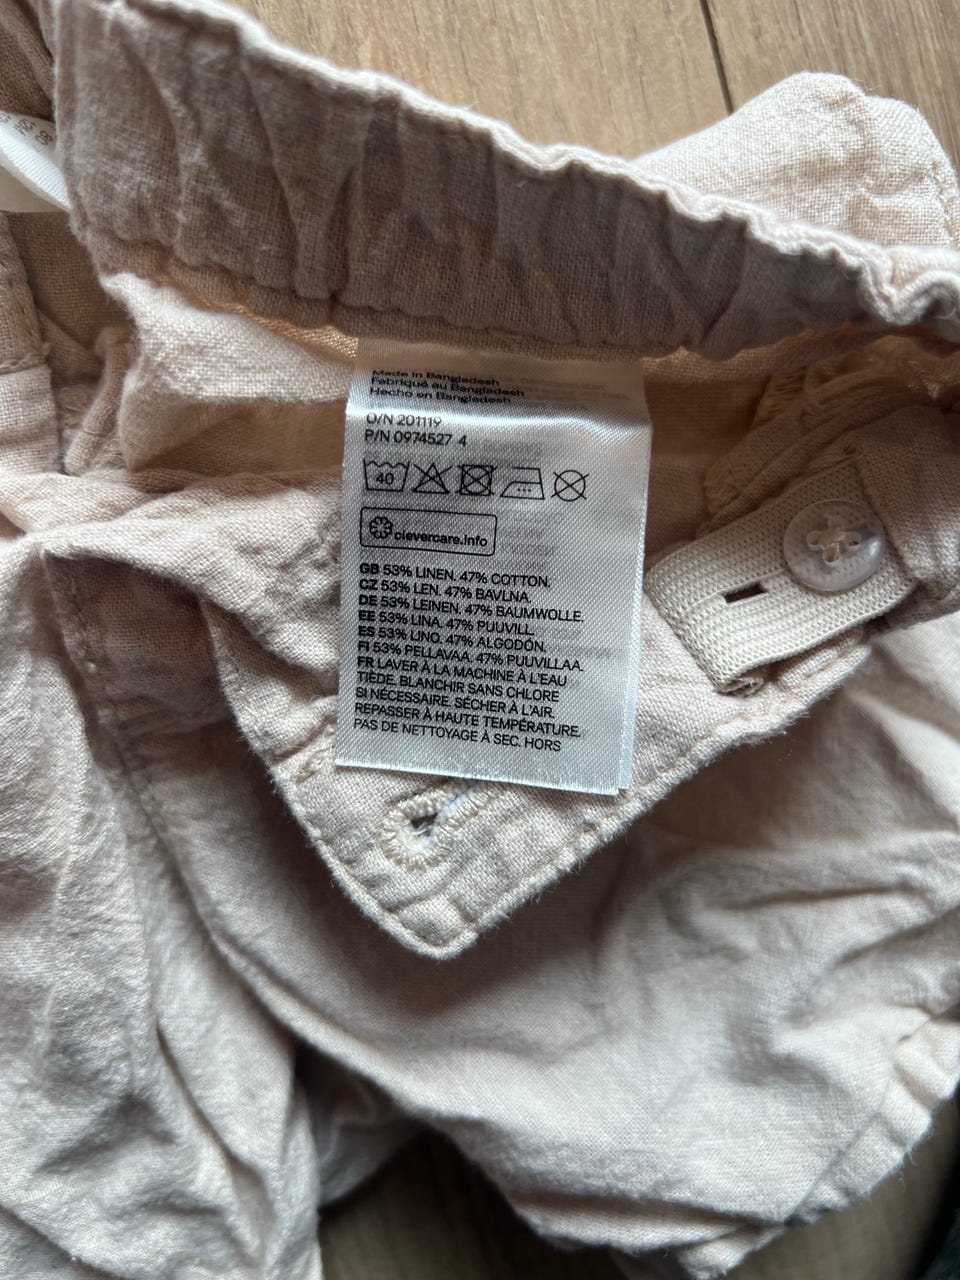 Made in Bangladesh
Fabriqué au Bangladesh
Hecho en Bangladesh
O/N 201119
P/N 0974527 4
40
clevercare.info
GB 53% LINEN. 47% COTTON.
CZ 53% LEN. 47% BAVLNA.
DE 53% LEINEN. 47% BAUMWOLLE.
EE 53% LINA. 47% PUUVILL.
ES 53% LINO. 47% ALGODÓN.
FI 53% PELLAVAA. 47% PUUVILLAA.
FR LAVER À LA MACHINE À L'EAU
TIÈDE. BLANCHIR SANS CHLORE
SI NÉCESSAIRE. SÉCHER À L'AIR.
REPASSER À HAUTE TEMPÉRATURE.
PAS DE NETTOYAGE À SEC. HORS